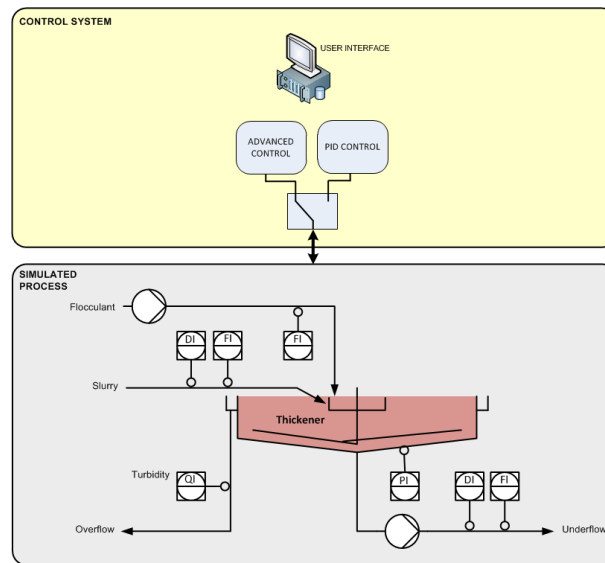 CONTROL SYSTEM
USER INTERFACE
ADVANCED
CONTROL
PID CONTROL
SIMULATED
PROCESS
Flocculant
DI
FI
FI
Slurry
Thickener
Turbidity
QI
PI
DI
FI
Overflow
Underflow